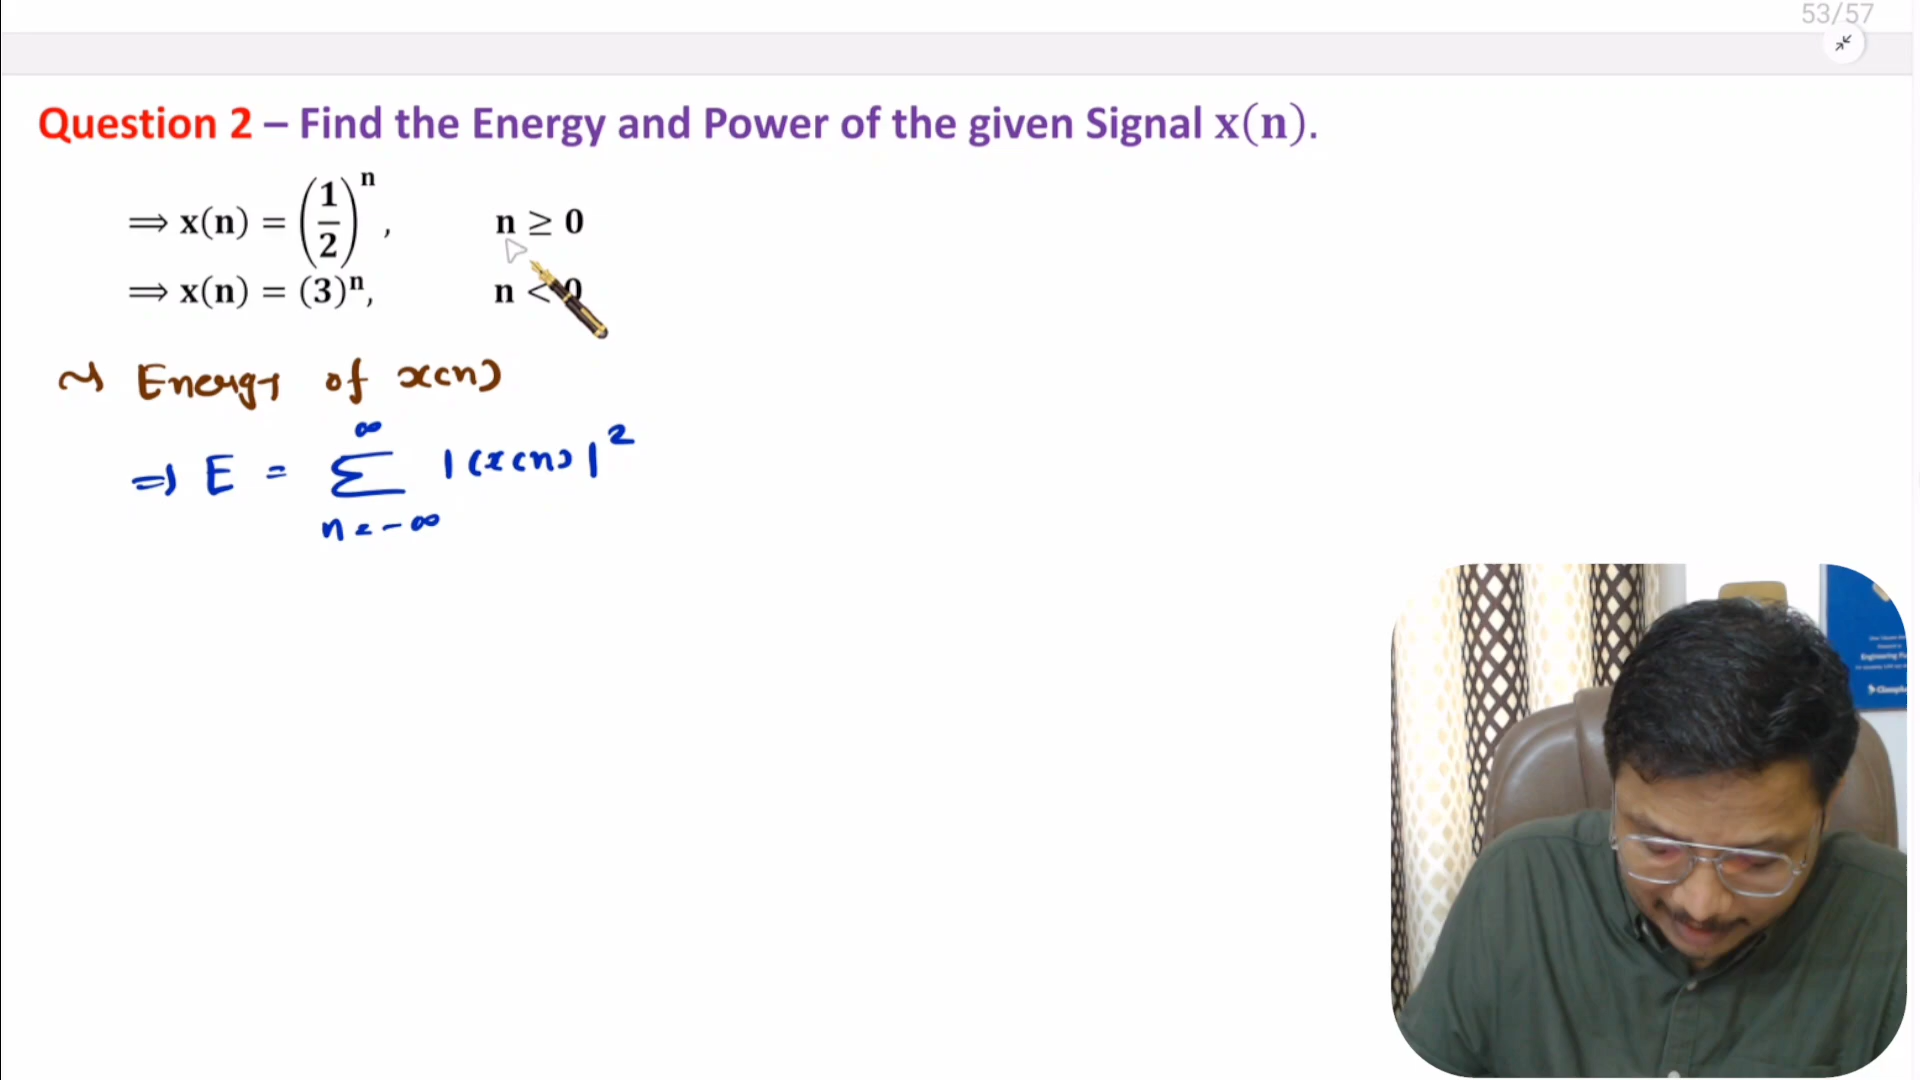 53/57
Question 2 – Find the Energy and Power of the given Signal x(n).
⟹ x(n) = (1/2)^n, n ≥ 0
⟹ x(n) = (3)^n, n < 0
~ Energy of x(n)
⇒ E = ∑_{n=-∞}^{∞} |(x(n)|^2